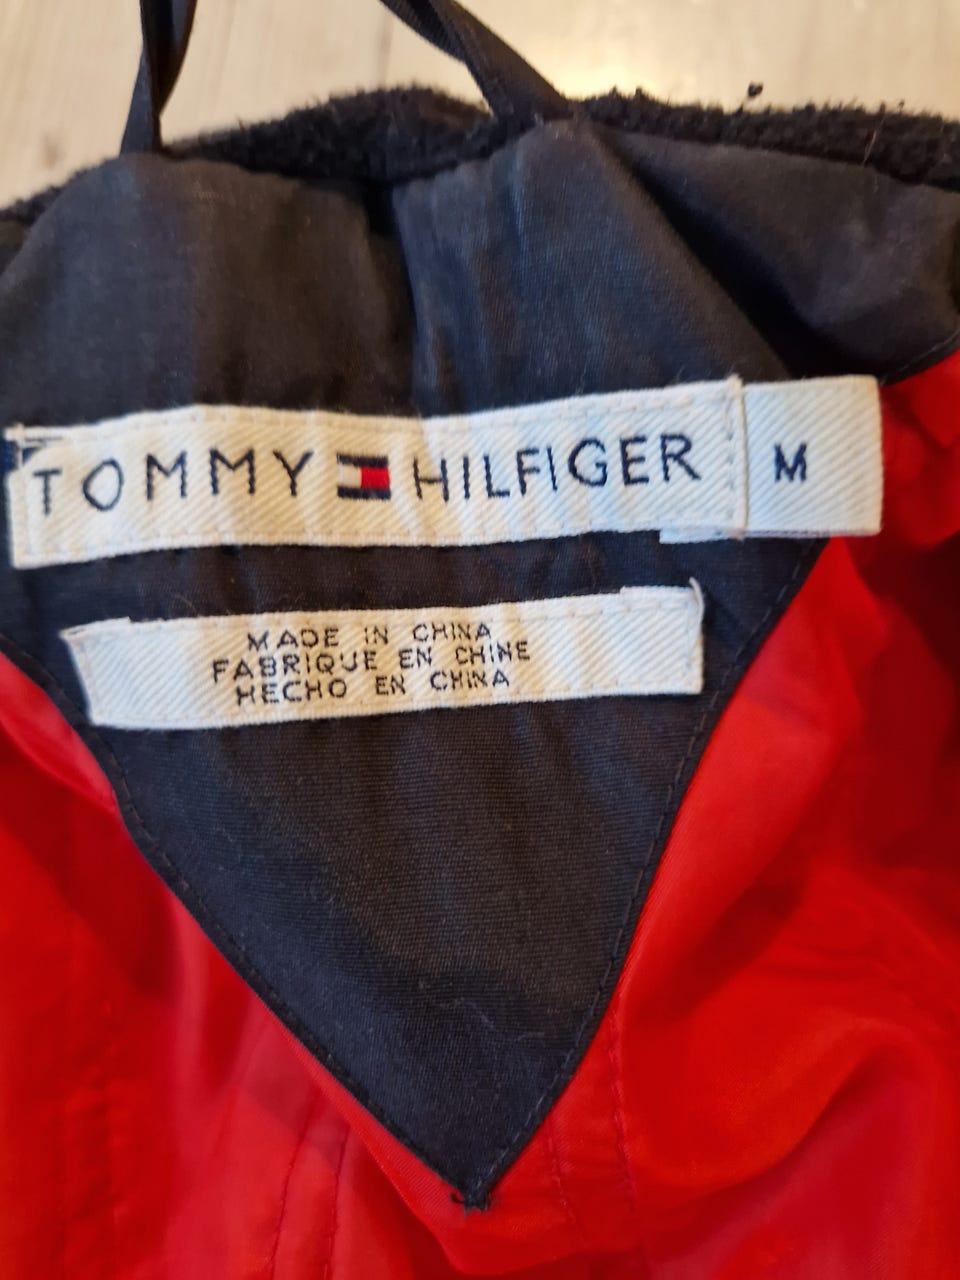 TOMMY HILFIGER M
MADE IN CHINA
FABRIQUE EN CHINE
HECHO EN CHINA